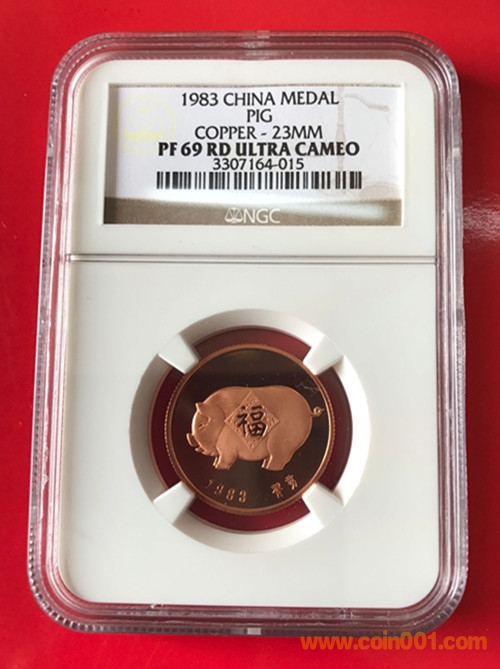 1983 CHINA MEDAL
PIG
COPPER - 23MM
PF 69 RD ULTRA CAMEO
3307164-015
NGC
福
1983 癸亥
www.coin001.com